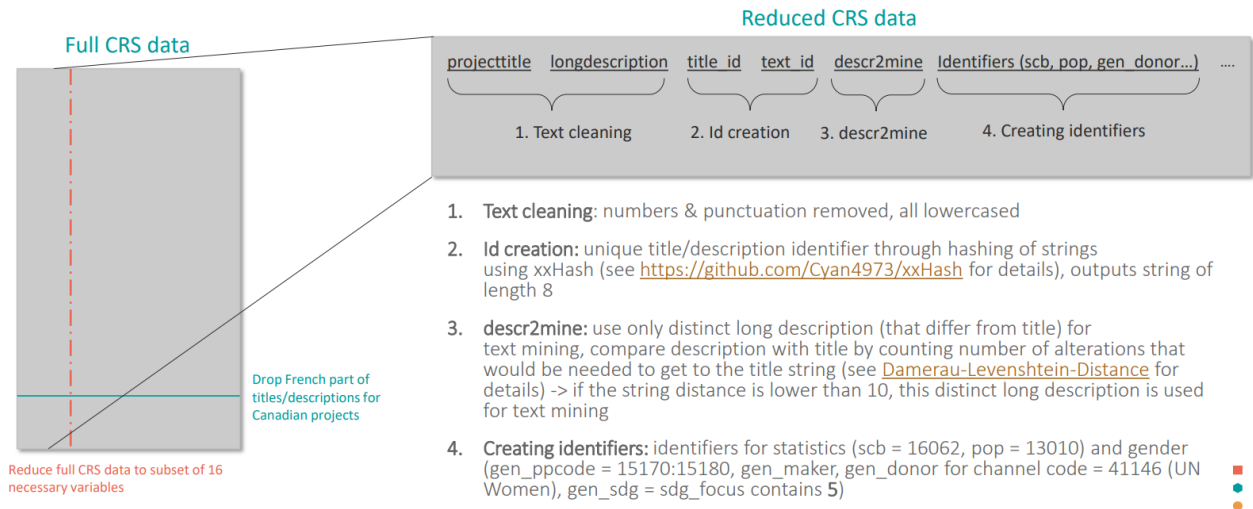 Reduced CRS data
Full CRS data
projecttitle longdescription title_id text_id descr2mine Identifiers (scb, pop, gen_donor...) ....
1. Text cleaning 2. Id creation 3. descr2mine 4. Creating identifiers
1. Text cleaning: numbers & punctuation removed, all lowercased
2. Id creation: unique title/description identifier through hashing of strings
using xxHash (see https://github.com/Cyan4973/xxHash for details), outputs string of
length 8
3. descr2mine: use only distinct long description (that differ from title) for
text mining, compare description with title by counting number of alterations that
would be needed to get to the title string (see Damerau-Levenshtein-Distance for
details) -> if the string distance is lower than 10, this distinct long description is used
for text mining
4. Creating identifiers: identifiers for statistics (scb = 16062, pop = 13010) and gender
(gen_ppcode = 15170:15180, gen_maker, gen_donor for channel code = 41146 (UN
Women), gen_sdg = sdg_focus contains 5)
Drop French part of
titles/descriptions for
Canadian projects
Reduce full CRS data to subset of 16
necessary variables